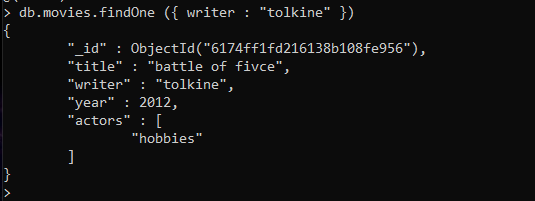 > db.movies.findOne ({ writer : "tolkine" })
{
        "_id" : ObjectId("6174ff1fd216138b108fe956"),
        "title" : "battle of fivce",
        "writer" : "tolkine",
        "year" : 2012,
        "actors" : [
                "hobbies"
        ]
}
>